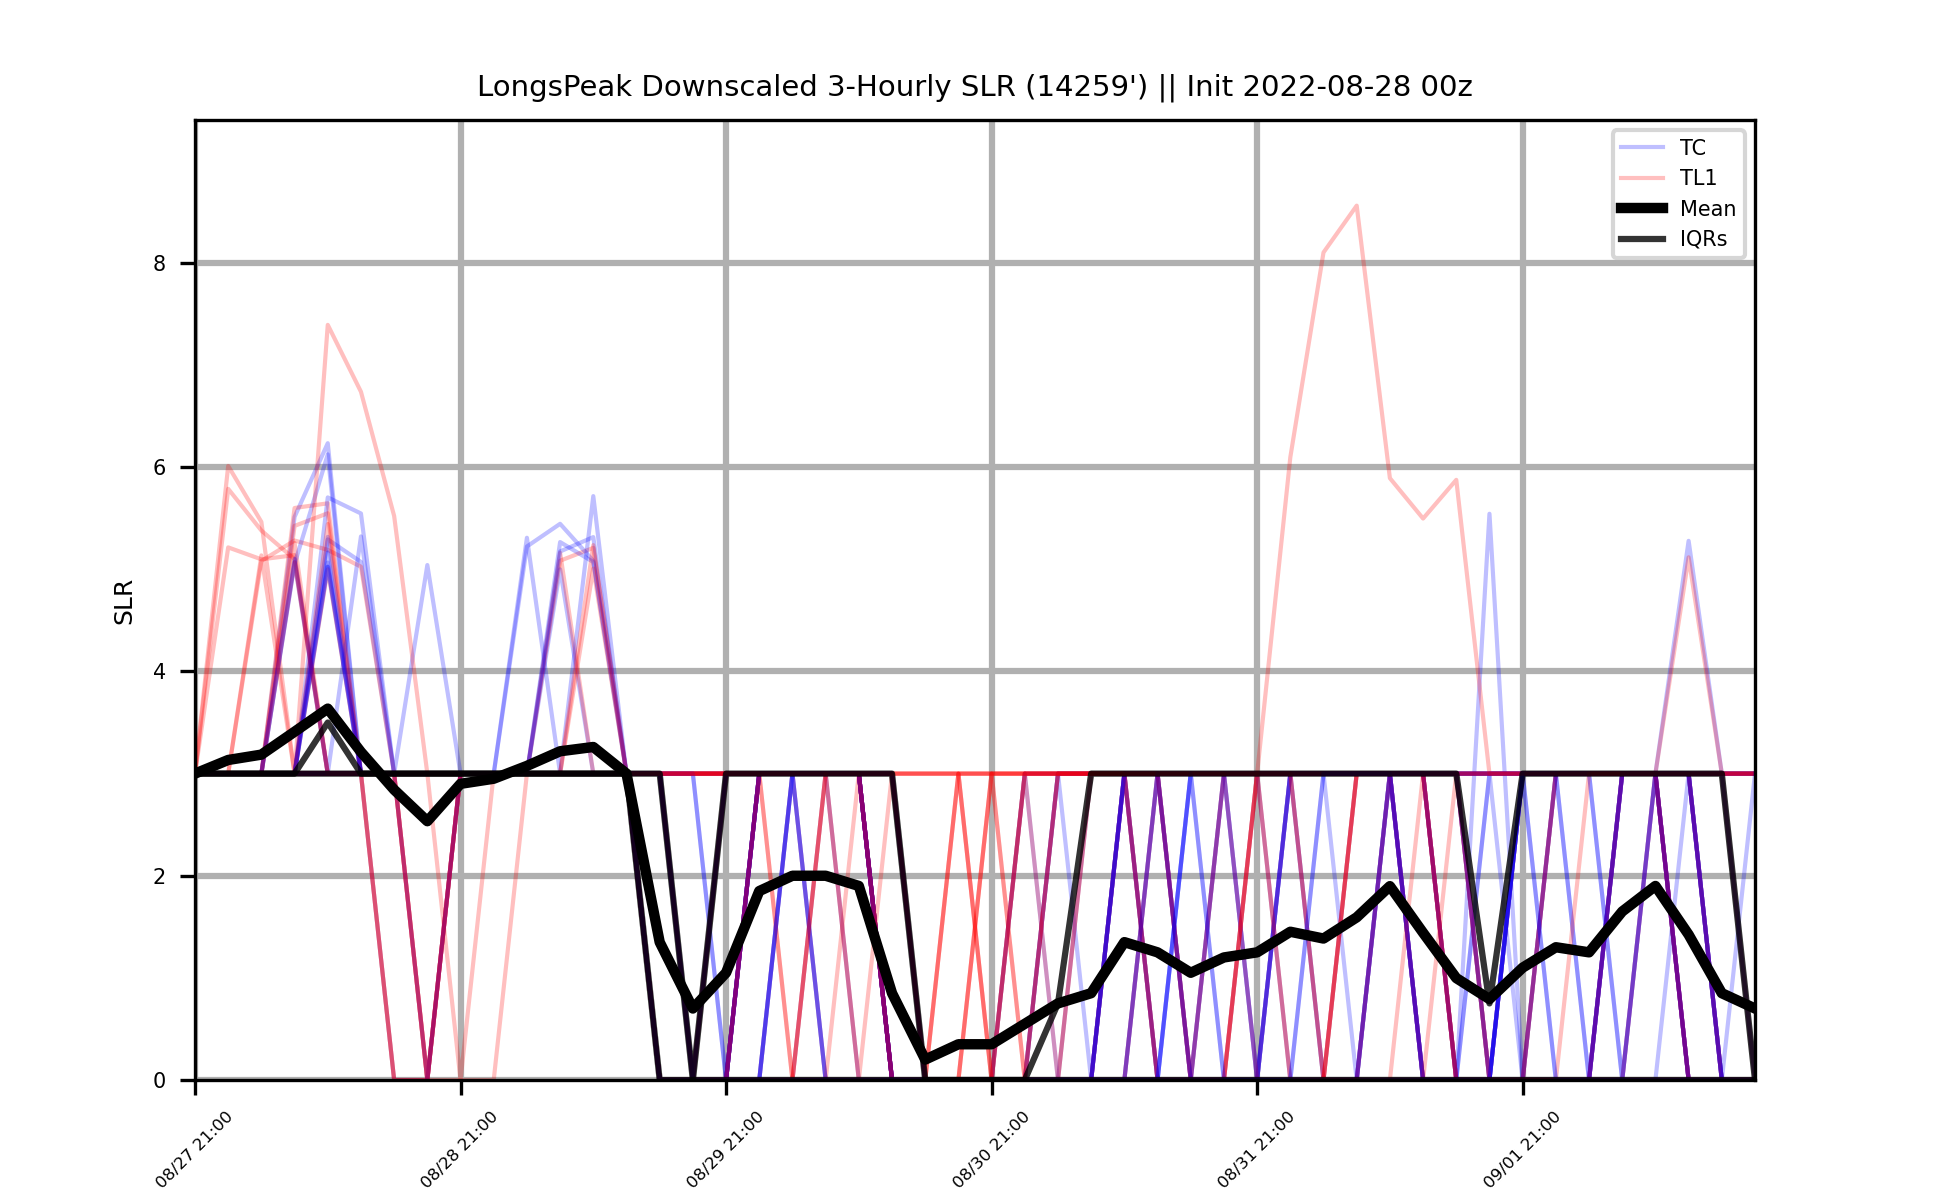 LongsPeak Downscaled 3-Hourly SLR (14259') || Init 2022-08-28 00z
TC
TL1
Mean
IQRs
8
6
4
2
0
SLR
08/27 21:00
08/28 21:00
08/29 21:00
08/30 21:00
08/31 21:00
09/01 21:00